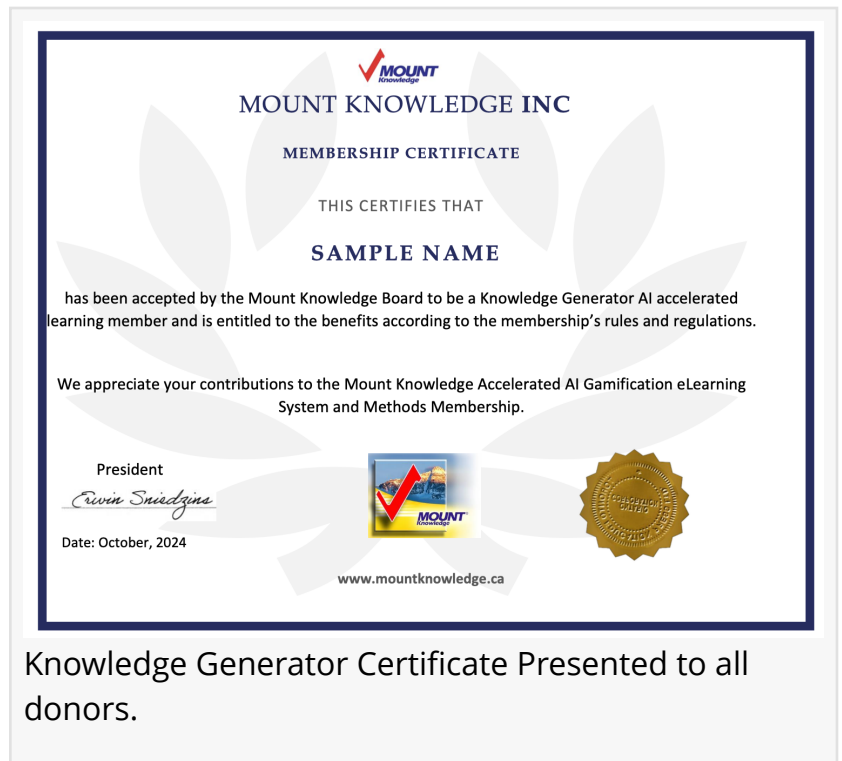 MOUNT
Knowledge
MOUNT KNOWLEDGE INC
MEMBERSHIP CERTIFICATE
THIS CERTIFIES THAT
SAMPLE NAME
has been accepted by the Mount Knowledge Board to be a Knowledge Generator AI accelerated
learning member and is entitled to the benefits according to the membership’s rules and regulations.
We appreciate your contributions to the Mount Knowledge Accelerated AI Gamification eLearning
System and Methods Membership.
President
Erwin Sniedzins
Date: October, 2024
MOUNT
Knowledge
www.mountknowledge.ca
Knowledge Generator Certificate Presented to all
donors.